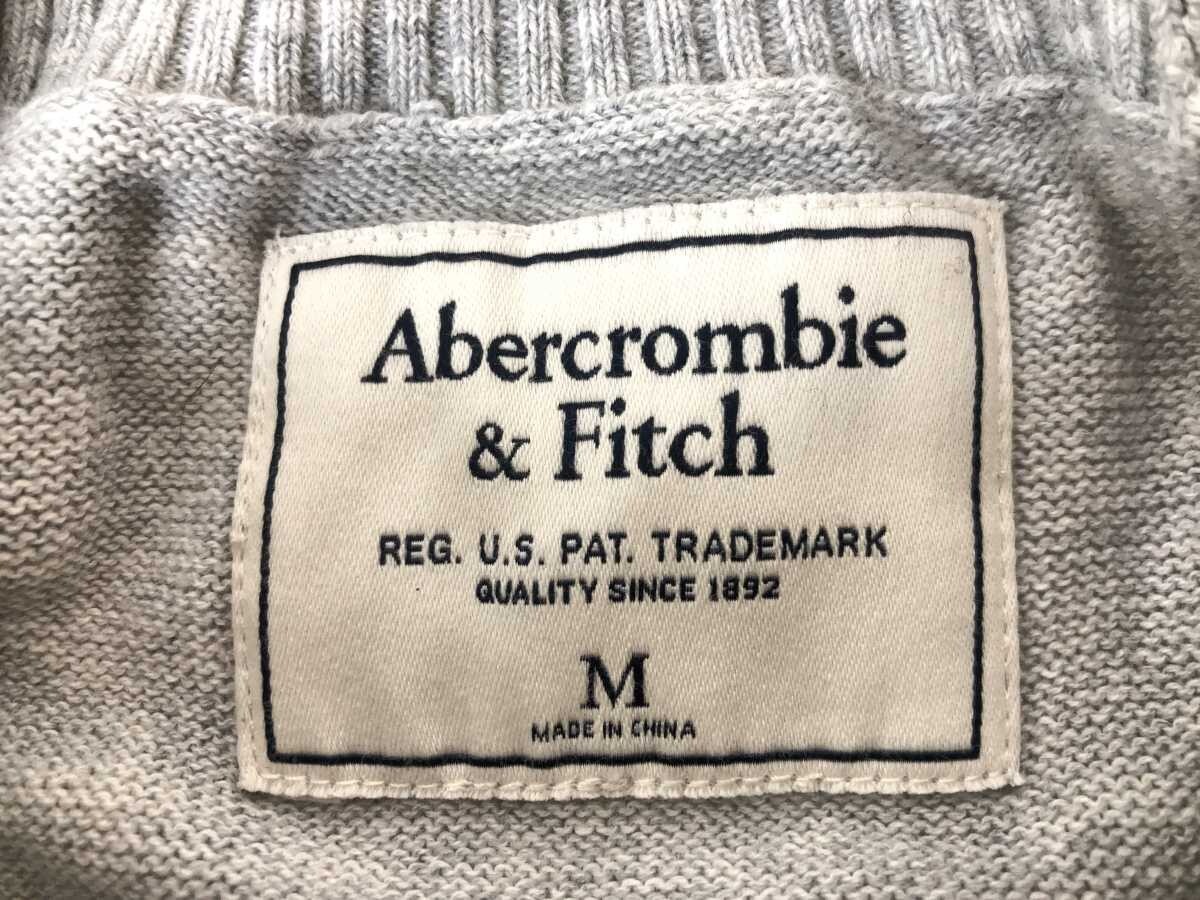 Abercrombie
& Fitch
REG. U.S. PAT. TRADEMARK
QUALITY SINCE 1892
M
MADE IN CHINA